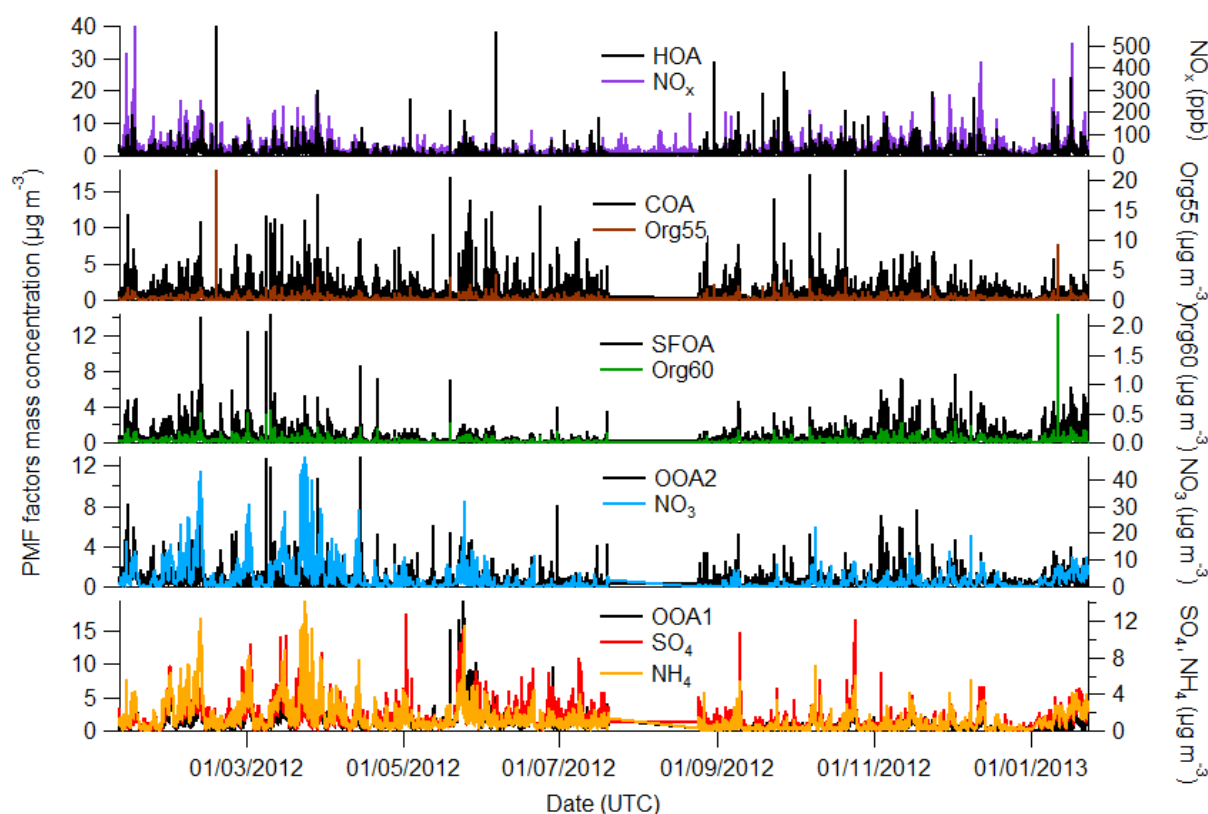 PMF factors mass concentration (µg m⁻³)
40
30
20
10
0
HOA
NOₓ
500
400
300
200
100
0
NOₓ
(ppb)
15
10
5
0
COA
Org55
20
15
10
5
0
Org55 (µg m⁻³)
12
8
4
0
SFOA
Org60
2.0
1.5
1.0
0.5
0.0
Org60 (µg m⁻³)
12
8
4
0
OOA2
NO₃
40
30
20
10
0
NO₃ (µg m⁻³)
15
10
5
0
OOA1
SO₄
NH₄
12
8
4
0
SO₄, NH₄ (µg m⁻³)
01/03/2012 01/05/2012 01/07/2012 01/09/2012 01/11/2012 01/01/2013
Date (UTC)